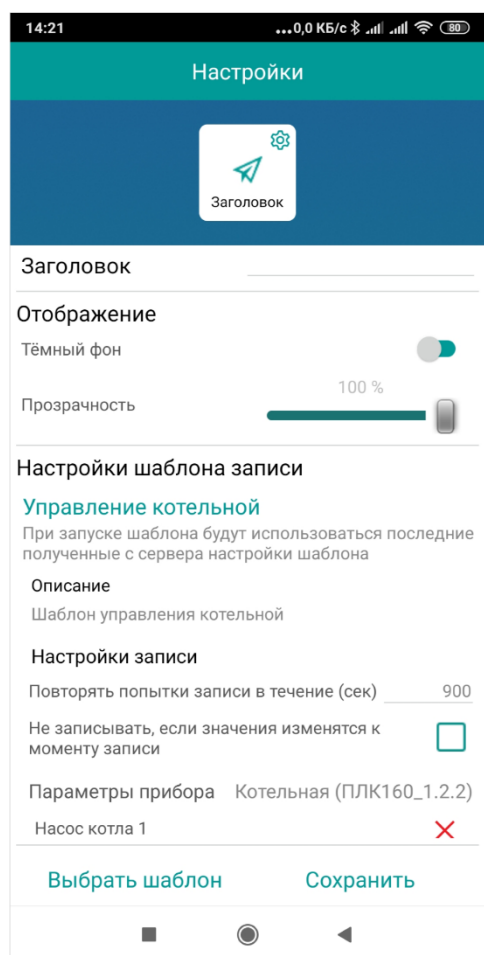 14:21
...0,0 КБ/с 80
Настройки
Заголовок
Заголовок
Отображение
Тёмный фон
100 %
Прозрачность
Настройки шаблона записи
Управление котельной
При запуске шаблона будут использоваться последние
полученные с сервера настройки шаблона
Описание
Шаблон управления котельной
Настройки записи
Повторять попытки записи в течение (сек) 900
Не записывать, если значения изменятся к
моменту записи
Параметры прибора Котельная (ПЛК160_1.2.2)
Насос котла 1
Выбрать шаблон Сохранить